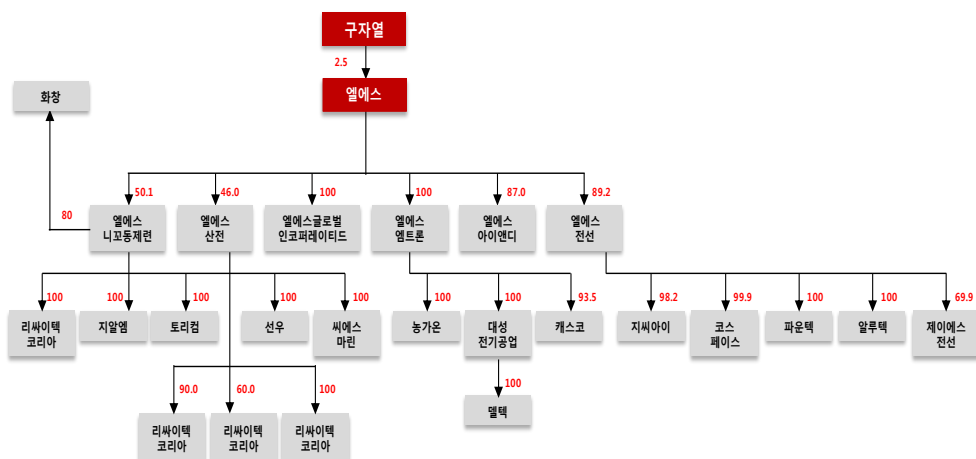 구자열
2.5
엘에스
화창
50.1
46.0
100
100
87.0
89.2
80
엘에스
니꼬동제련
엘에스
산전
엘에스글로벌
인코퍼레이티드
엘에스
엠트론
엘에스
아이앤디
엘에스
전선
100
100
100
100
100
100
100
93.5
98.2
99.9
100
100
69.9
리싸이텍
코리아
지알엠
토리컴
선우
씨에스
마린
농가온
대성
전기공업
캐스코
지씨아이
코스
페이스
파운텍
알루텍
제이에스
전선
90.0
60.0
100
100
리싸이텍
코리아
리싸이텍
코리아
리싸이텍
코리아
델텍